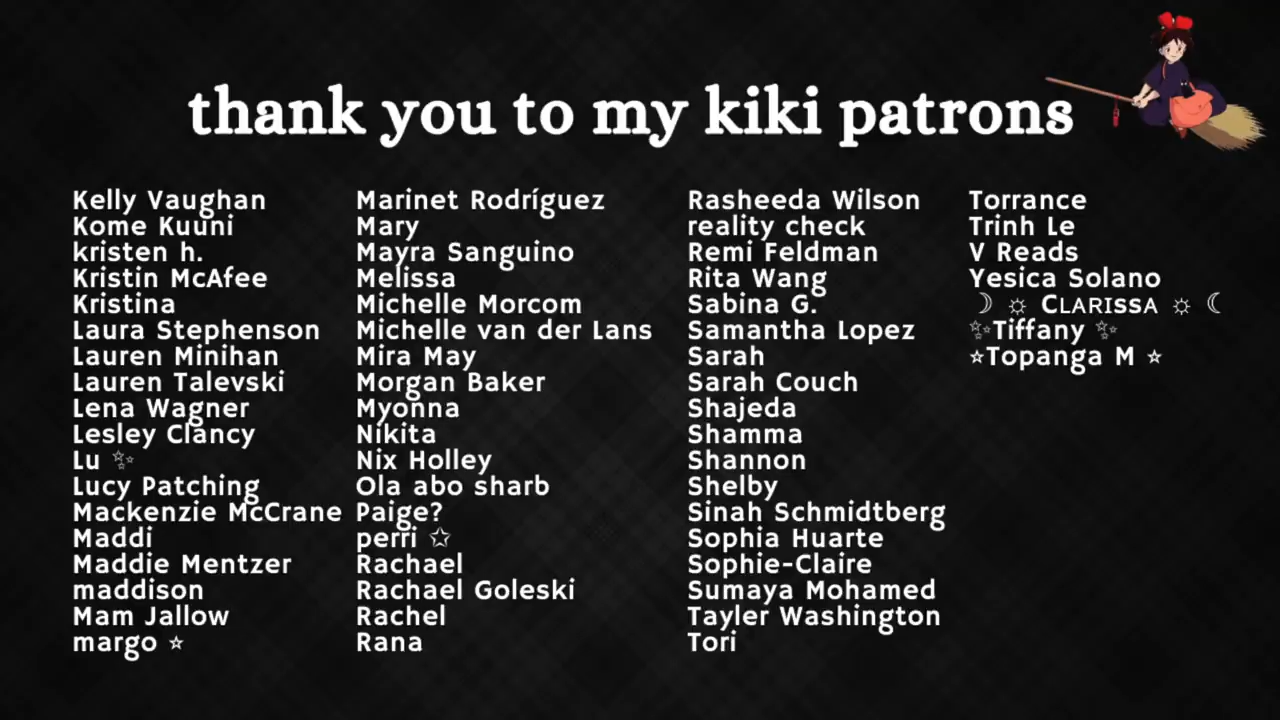 thank you to my kiki patrons
Kelly Vaughan
Kome Kuuni
kristen h.
Kristin McAfee
Kristina
Laura Stephenson
Lauren Minihan
Lauren Talevski
Lena Wagner
Lesley Clancy
Lu ✨
Lucy Patching
Mackenzie McCrane
Maddi
Maddie Mentzer
maddison
Mam Jallow
margo ⭐
Marinet Rodríguez
Mary
Mayra Sanguino
Melissa
Michelle Morcom
Michelle van der Lans
Mira May
Morgan Baker
Myonna
Nikita
Nix Holley
Ola abo sharb
Paige?
perri ✩
Rachael
Rachael Goleski
Rachel
Rana
Rasheeda Wilson
reality check
Remi Feldman
Rita Wang
Sabina G.
Samantha Lopez
Sarah
Sarah Couch
Shajeda
Shamma
Shannon
Shelby
Sinah Schmidtberg
Sophia Huarte
Sophie-Claire
Sumaya Mohamed
Tayler Washington
Tori
Torrance
Trinh Le
V Reads
Yesica Solano
☽ ☼ Cʟᴀʀɪssᴀ ☼ ☾
✨Tiffany ✨
⭐Topanga M ⭐